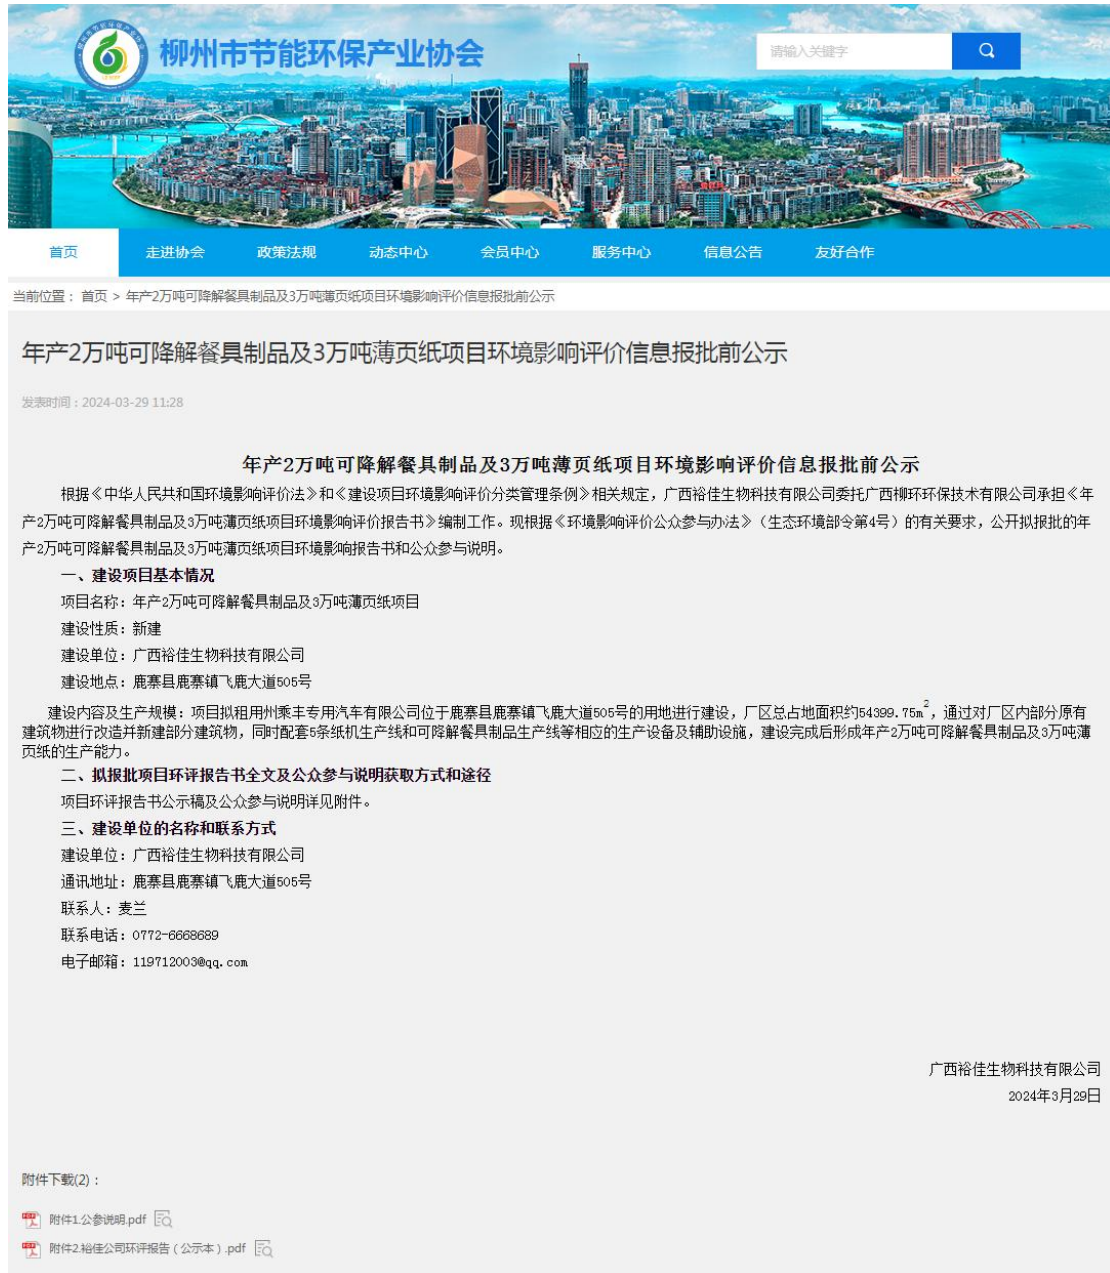 柳州市节能环保产业协会
请输入关键字
首页 走进协会 政策法规 动态中心 会员中心 服务中心 信息公告 友好合作
当前位置： 首页 > 年产2万吨可降解餐具制品及3万吨薄页纸项目环境影响评价信息报批前公示
年产2万吨可降解餐具制品及3万吨薄页纸项目环境影响评价信息报批前公示
发表时间：2024-03-29 11:28
年产2万吨可降解餐具制品及3万吨薄页纸项目环境影响评价信息报批前公示
根据《中华人民共和国环境影响评价法》和《建设项目环境影响评价分类管理条例》相关规定，广西裕佳生物科技有限公司委托广西柳环环保技术有限公司承担《年
产2万吨可降解餐具制品及3万吨薄页纸项目环境影响评价报告书》编制工作。现根据《环境影响评价公众参与办法》（生态环境部令第4号）的有关要求，公开拟报批的年
产2万吨可降解餐具制品及3万吨薄页纸项目环境影响报告书和公众参与说明。
一、建设项目基本情况
项目名称：年产2万吨可降解餐具制品及3万吨薄页纸项目
建设性质：新建
建设单位：广西裕佳生物科技有限公司
建设地点：鹿寨县鹿寨镇飞鹿大道505号
建设内容及生产规模：项目拟租用州乘丰专用汽车有限公司位于鹿寨县鹿寨镇飞鹿大道505号的用地进行建设，厂区总占地面积约54399.75m²，通过对厂区内部分原有
建筑物进行改造并新建部分建筑物，同时配套5条纸机生产线和可降解餐具制品生产线等相应的生产设备及辅助设施，建设完成后形成年产2万吨可降解餐具制品及3万吨薄
页纸的生产能力。
二、拟报批项目环评报告书全文及公众参与说明获取方式和途径
项目环评报告书公示稿及公众参与说明详见附件。
三、建设单位的名称和联系方式
建设单位：广西裕佳生物科技有限公司
通讯地址：鹿寨县鹿寨镇飞鹿大道505号
联系人：麦兰
联系电话：0772-6668689
电子邮箱：119712003@qq.com
广西裕佳生物科技有限公司
2024年3月29日
附件下载(2)：
附件1.公参说明.pdf
附件2.裕佳公司环评报告（公示本）.pdf